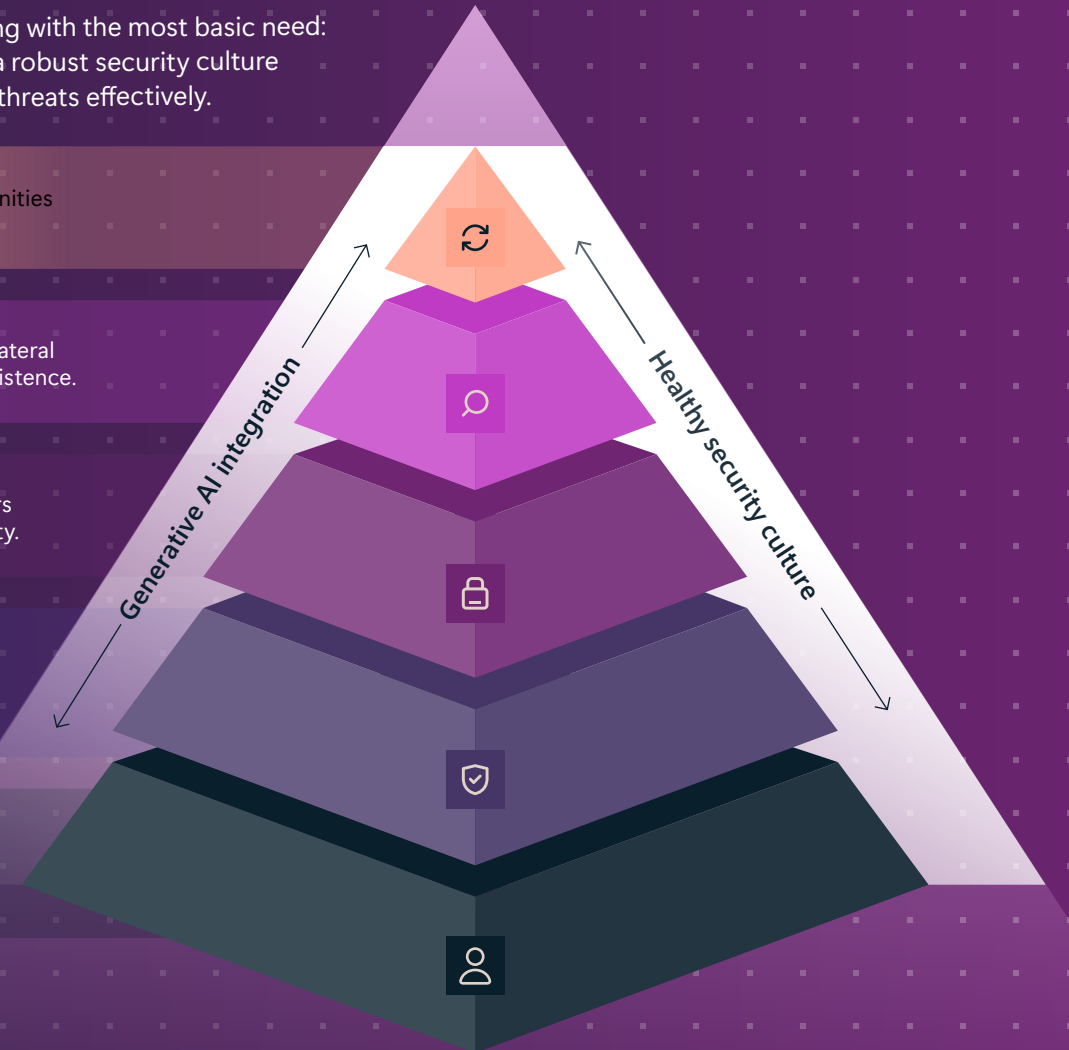 ng with the most basic need:
a robust security culture
threats effectively.
nities
ateral
istence.
rs
ty.
Generative AI integration
Healthy security culture